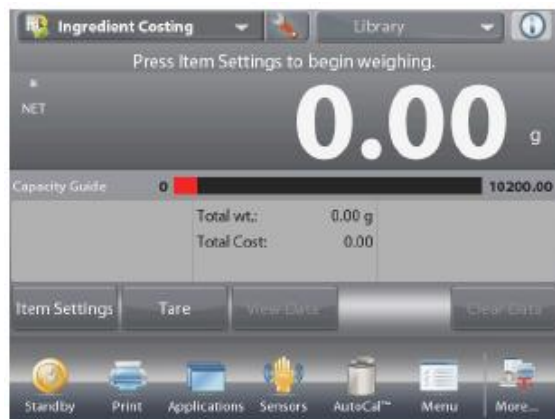 Ingredient Costing Library
Press Item Settings to begin weighing.
*
NET
0.00 g
Capacity Guide 0 10200.00
Total wt.: 0.00 g
Total Cost: 0.00
Item Settings Tare View Data Clear Data
Standby Print Applications Sensors AutoCal™ Menu More...